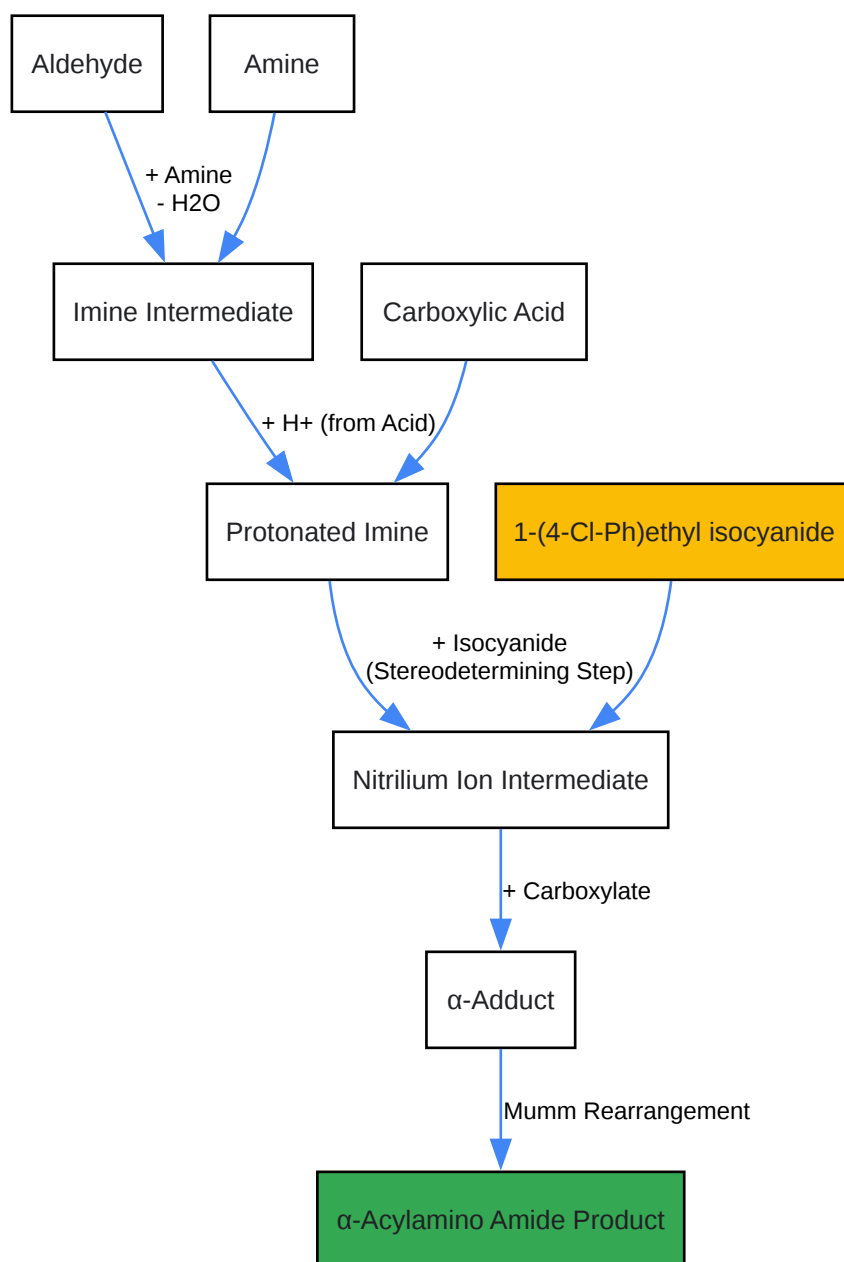 Aldehyde
Amine
+ Amine
- H2O
Imine Intermediate
Carboxylic Acid
+ H+ (from Acid)
Protonated Imine
1-(4-Cl-Ph)ethyl isocyanide
+ Isocyanide
(Stereodetermining Step)
Nitrilium Ion Intermediate
+ Carboxylate
α-Adduct
Mumm Rearrangement
α-Acylamino Amide Product